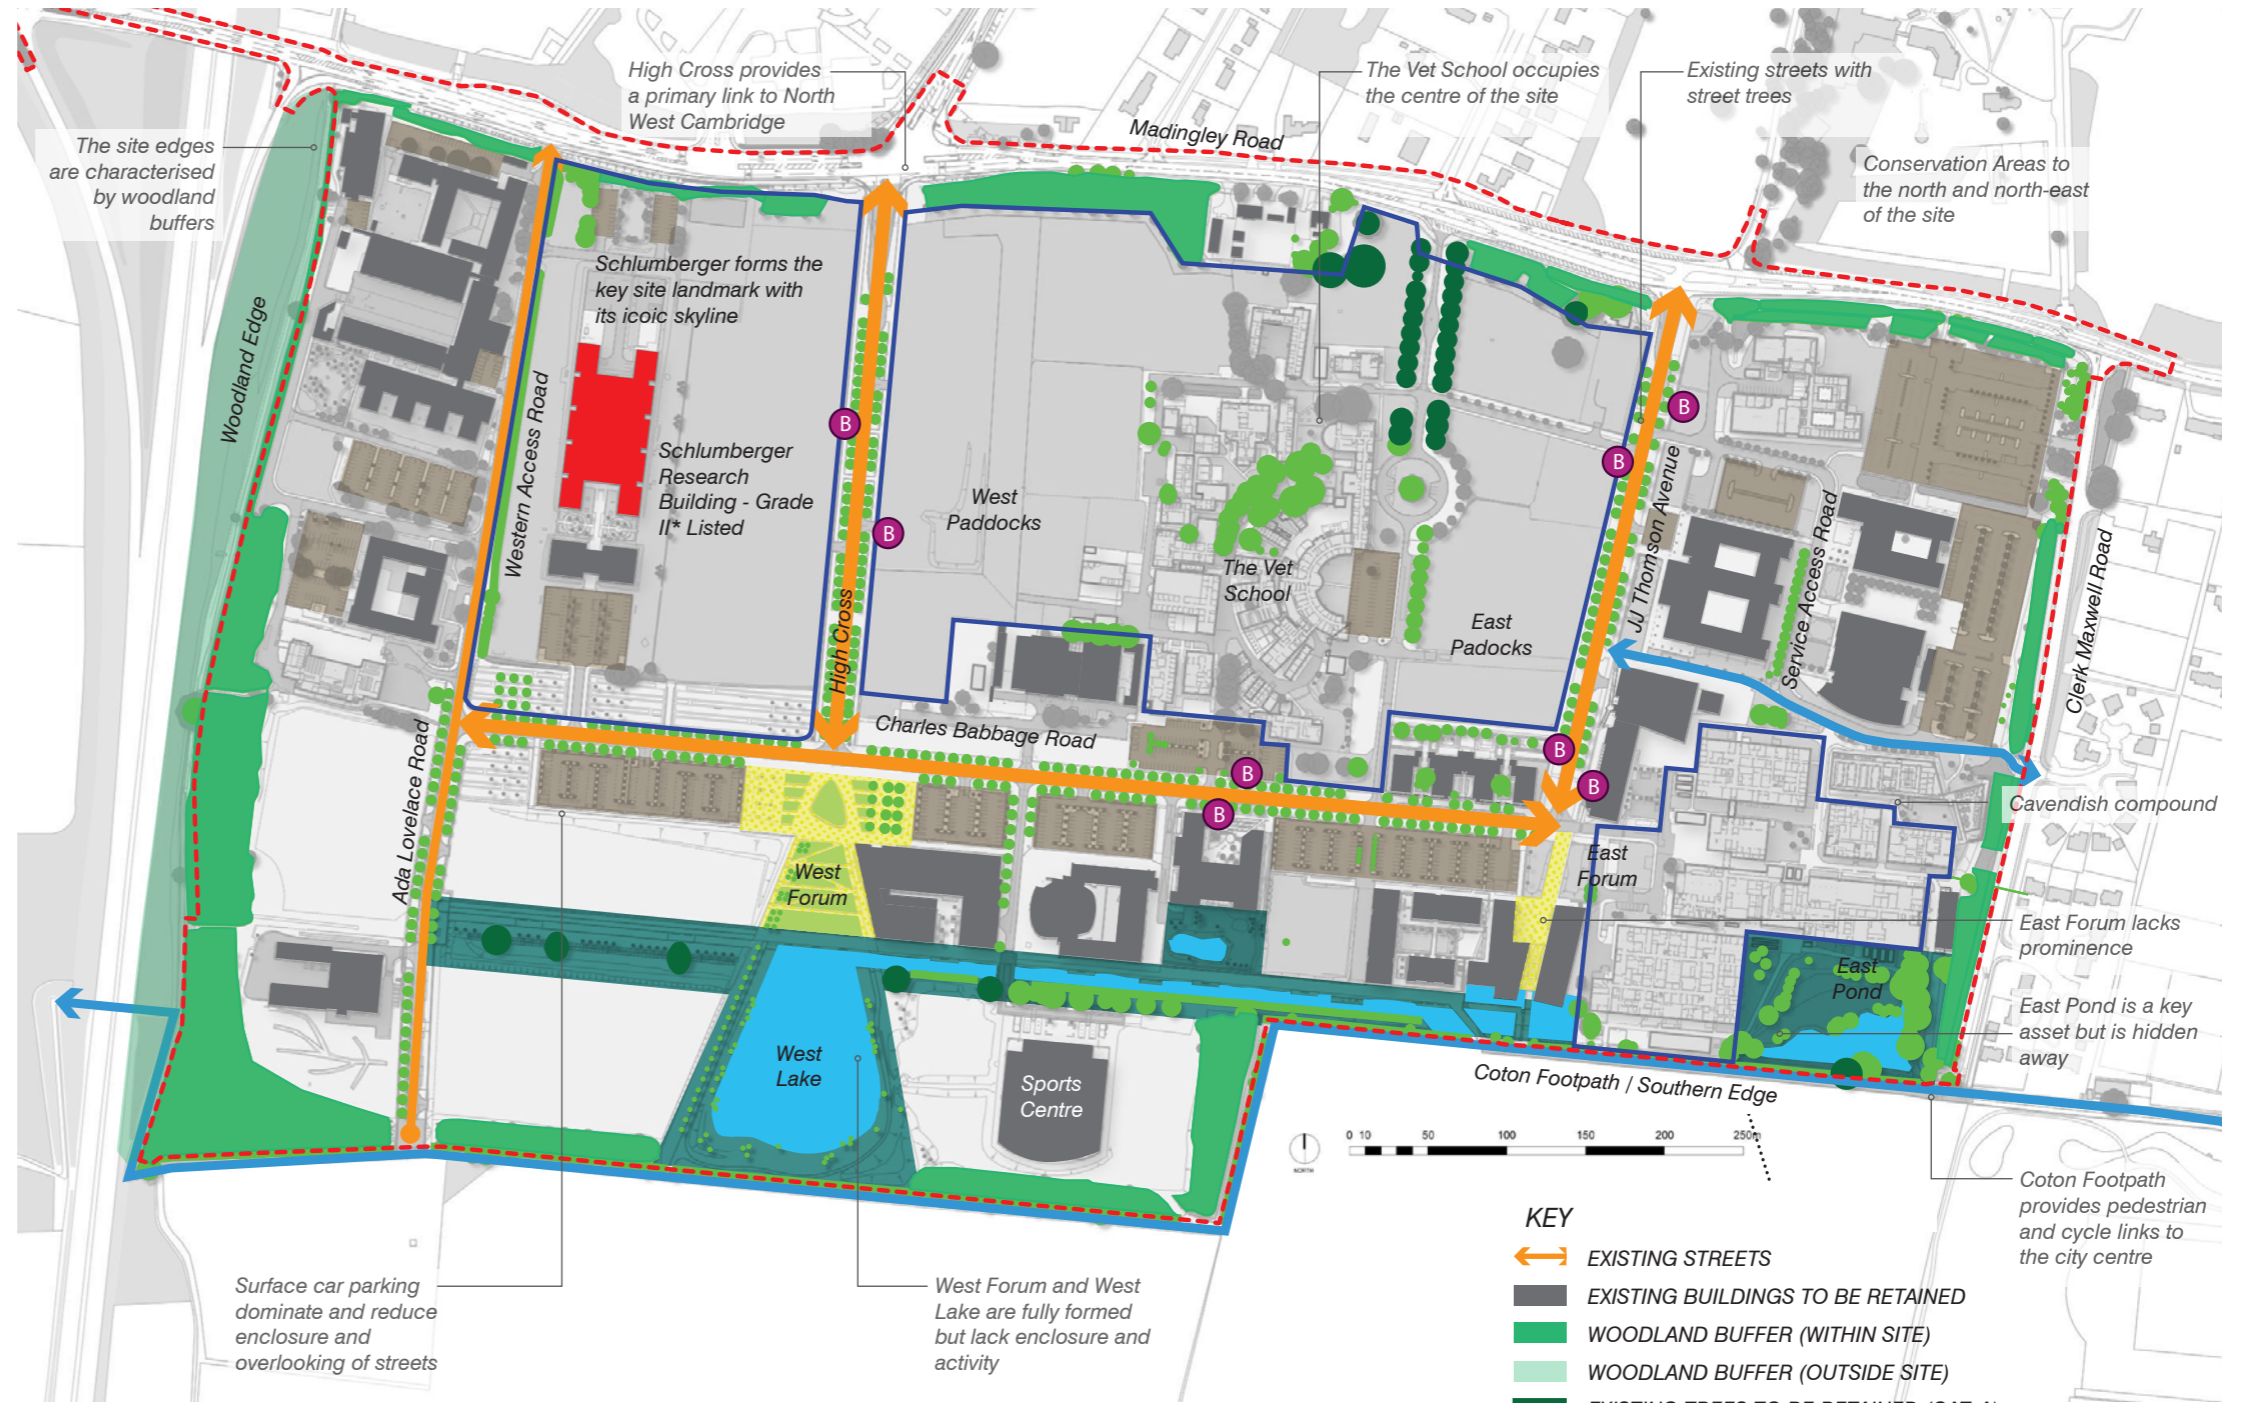 High Cross provides
a primary link to North
West Cambridge
The Vet School occupies
the centre of the site
Existing streets with
street trees
Madingley Road
The site edges
are characterised
by woodland
buffers
Conservation Areas to
the north and north-east
of the site
Schlumberger forms the
key site landmark with
its icoic skyline
Woodland Edge
Western Access Road
Schlumberger
Research
Building - Grade
II* Listed
B
B
B
B
West
Paddocks
The Vet
School
East
Padocks
High Cross
JJ Thomson Avenue
Service Access Road
Clerk Maxwell Road
Charles Babbage Road
Ada Lovelace Road
B
B
B
B
Cavendish compound
West
Forum
East
Forum
East Forum lacks
prominence
East
Pond
East Pond is a key
asset but is hidden
away
West
Lake
Sports
Centre
Coton Footpath / Southern Edge
NORTH
0 10 50 100 150 200 250m
Coton Footpath
provides pedestrian
and cycle links to
the city centre
Surface car parking
dominate and reduce
enclosure and
overlooking of streets
West Forum and West
Lake are fully formed
but lack enclosure and
activity
KEY
EXISTING STREETS
EXISTING BUILDINGS TO BE RETAINED
WOODLAND BUFFER (WITHIN SITE)
WOODLAND BUFFER (OUTSIDE SITE)
EXISTING TREES TO BE RETAINED (CAT A)